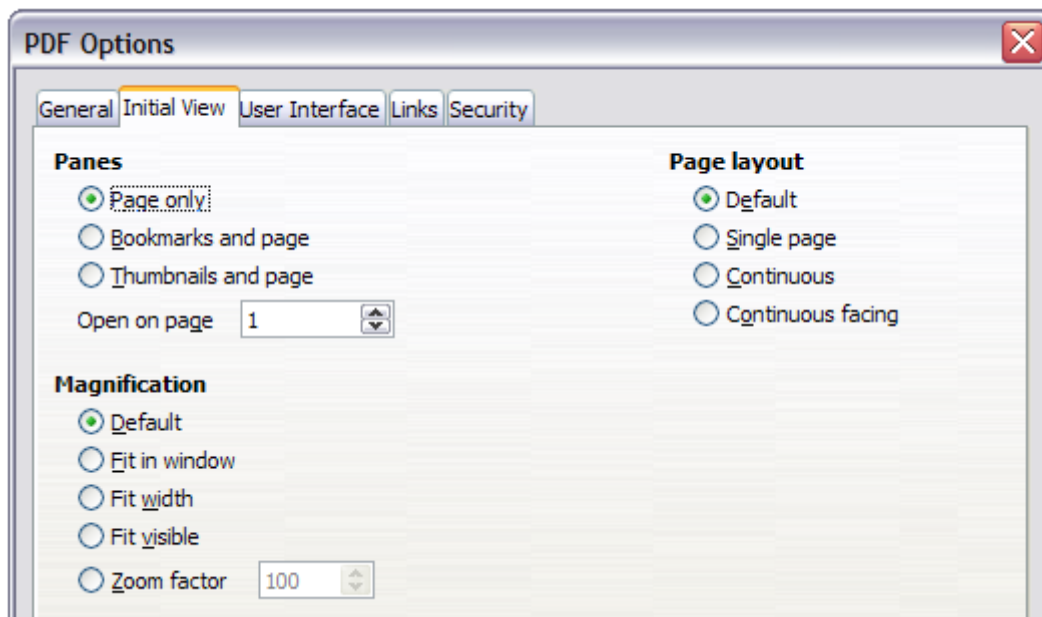 PDF Options
General Initial View User Interface Links Security
Panes
Page only
Bookmarks and page
Thumbnails and page
Open on page 1
Page layout
Default
Single page
Continuous
Continuous facing
Magnification
Default
Fit in window
Fit width
Fit visible
Zoom factor 100